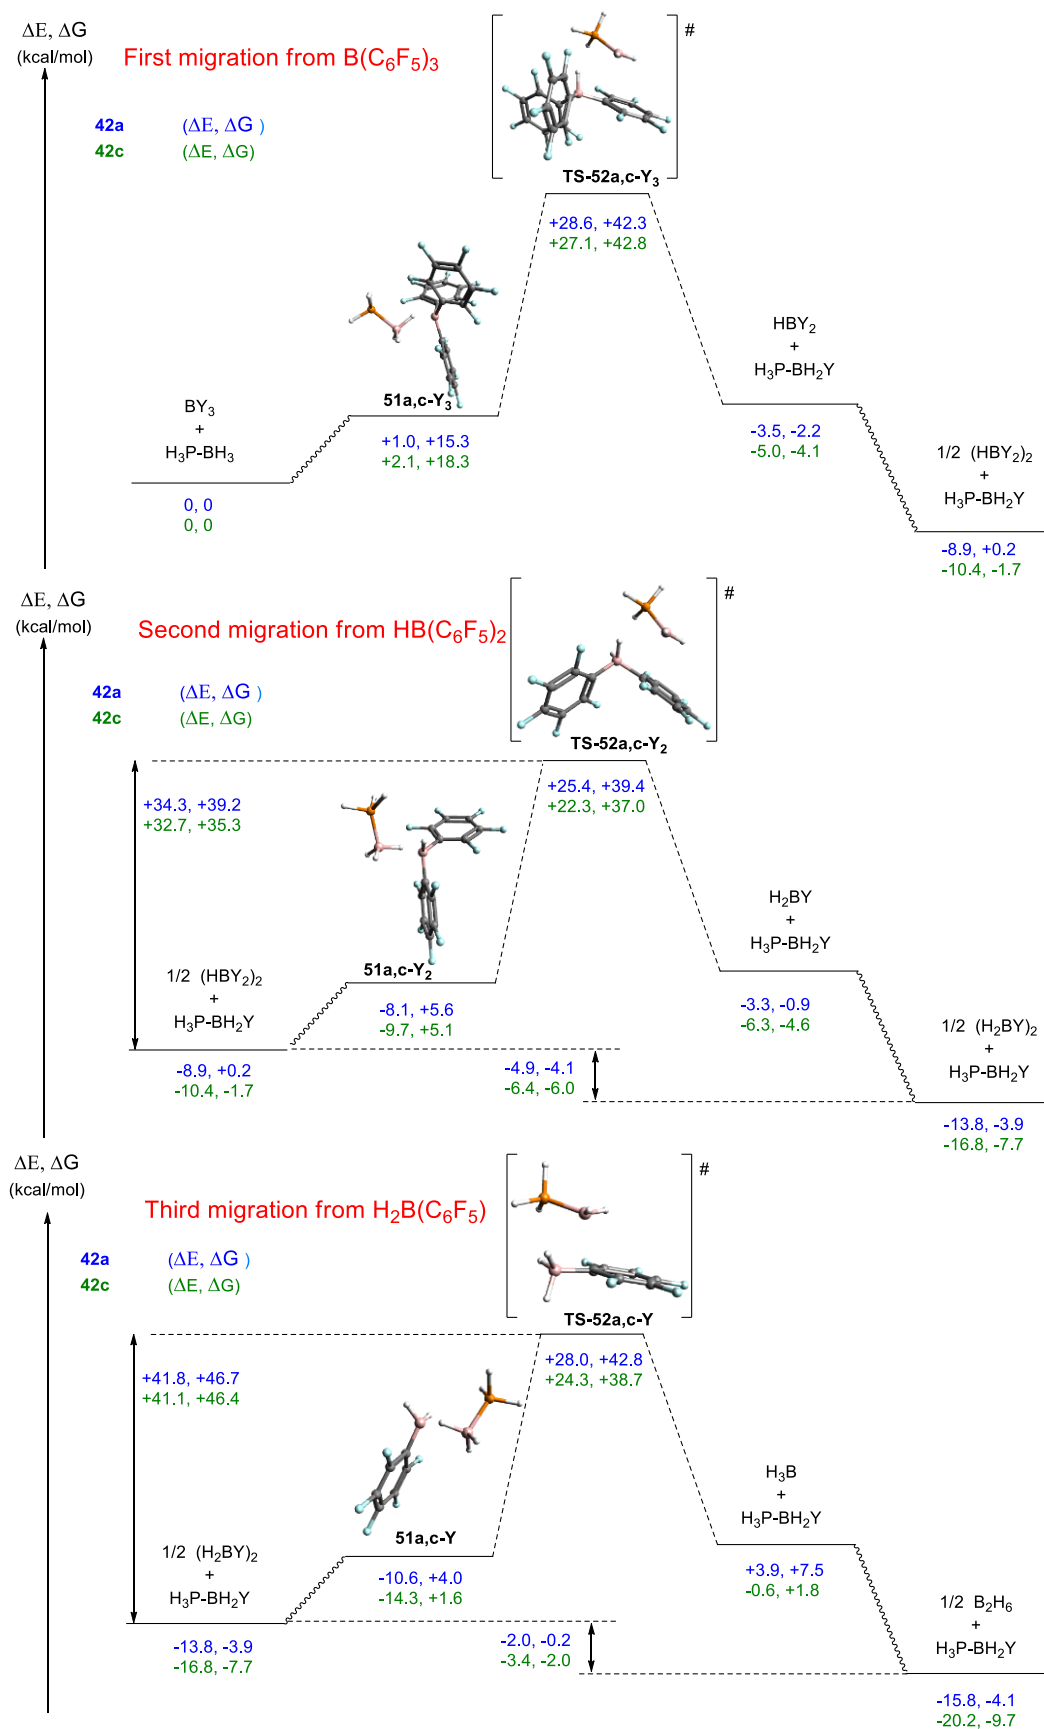 ΔE, ΔG
(kcal/mol)
First migration from B(C₆F₅)₃
#
42a (ΔE, ΔG )
42c (ΔE, ΔG)
TS-52a,c-Y₃
+28.6, +42.3
+27.1, +42.8
51a,c-Y₃
+1.0, +15.3
+2.1, +18.3
BY₃
+
H₃P-BH₃
0, 0
0, 0
HBY₂
+
H₃P-BH₂Y
-3.5, -2.2
-5.0, -4.1
1/2 (HBY₂)₂
+
H₃P-BH₂Y
-8.9, +0.2
-10.4, -1.7
ΔE, ΔG
(kcal/mol)
Second migration from HB(C₆F₅)₂
#
42a (ΔE, ΔG )
42c (ΔE, ΔG)
TS-52a,c-Y₂
+25.4, +39.4
+22.3, +37.0
+34.3, +39.2
+32.7, +35.3
51a,c-Y₂
-8.1, +5.6
-9.7, +5.1
1/2 (HBY₂)₂
+
H₃P-BH₂Y
-8.9, +0.2
-10.4, -1.7
-4.9, -4.1
-6.4, -6.0
H₂BY
+
H₃P-BH₂Y
-3.3, -0.9
-6.3, -4.6
1/2 (H₂BY)₂
+
H₃P-BH₂Y
-13.8, -3.9
-16.8, -7.7
ΔE, ΔG
(kcal/mol)
Third migration from H₂B(C₆F₅)
#
42a (ΔE, ΔG )
42c (ΔE, ΔG)
TS-52a,c-Y
+28.0, +42.8
+24.3, +38.7
+41.8, +46.7
+41.1, +46.4
51a,c-Y
-10.6, +4.0
-14.3, +1.6
1/2 (H₂BY)₂
+
H₃P-BH₂Y
-13.8, -3.9
-16.8, -7.7
-2.0, -0.2
-3.4, -2.0
H₃B
+
H₃P-BH₂Y
+3.9, +7.5
-0.6, +1.8
1/2 B₂H₆
+
H₃P-BH₂Y
-15.8, -4.1
-20.2, -9.7